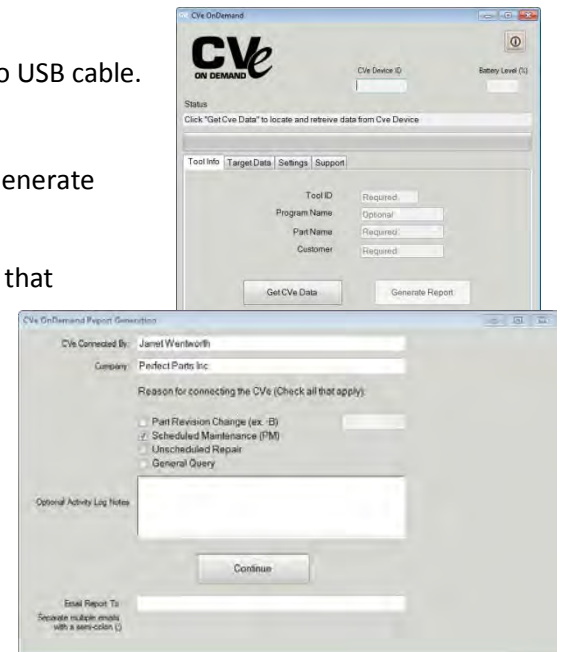 o USB cable.
enerate
that
CVe OnDemand
CVe
ON DEMAND
CVe Device ID
Battery Level (%)
Status
Click "Get Cve Data" to locate and retreive data from Cve Device
Tool Info Target Data Settings Support
Tool ID Required
Program Name Optional
Part Name Required
Customer Required
Get CVe Data Generate Report
CVe OnDemand Report Generation
CVe Connected By: Jarret Wentworth
Company: Perfect Parts Inc
Reason for connecting the CVe (Check all that apply):
Part Revision Change (ex. -B)
Scheduled Maintenance (PM)
Unscheduled Repair
General Query
Optional Activity Log Notes
Continue
Email Report To:
Separate multiple emails
with a semi-colon (;)